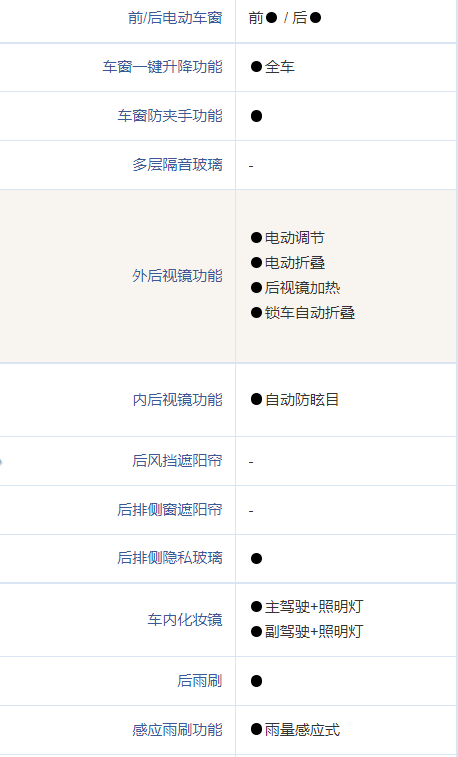 前/后电动车窗 前● / 后●
车窗一键升降功能 ●全车
车窗防夹手功能 ●
多层隔音玻璃 -
外后视镜功能 ●电动调节
●电动折叠
●后视镜加热
●锁车自动折叠
内后视镜功能 ●自动防眩目
后风挡遮阳帘 -
后排侧窗遮阳帘 -
后排侧隐私玻璃 ●
车内化妆镜 ●主驾驶+照明灯
●副驾驶+照明灯
后雨刷 ●
感应雨刷功能 ●雨量感应式